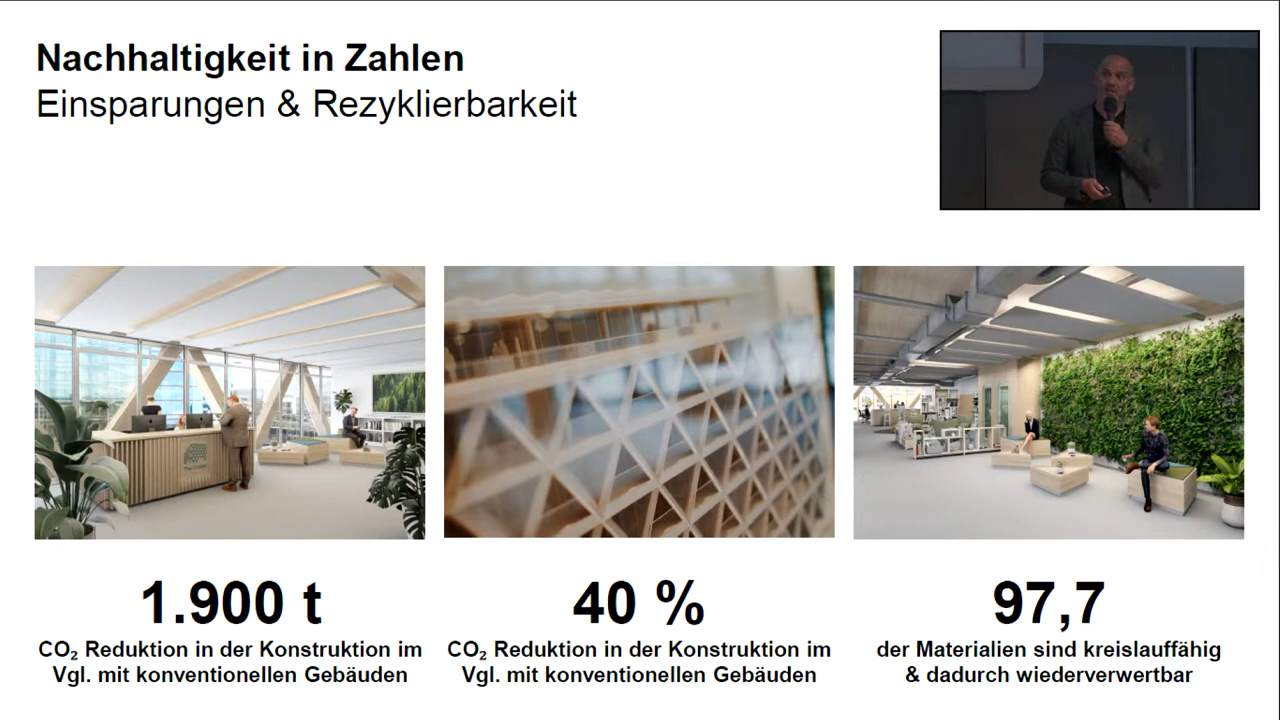 Nachhaltigkeit in Zahlen
Einsparungen & Rezyklierbarkeit
1.900 t
CO₂ Reduktion in der Konstruktion im
Vgl. mit konventionellen Gebäuden
40 %
CO₂ Reduktion in der Konstruktion im
Vgl. mit konventionellen Gebäuden
97,7
der Materialien sind kreislauffähig
& dadurch wiederverwertbar